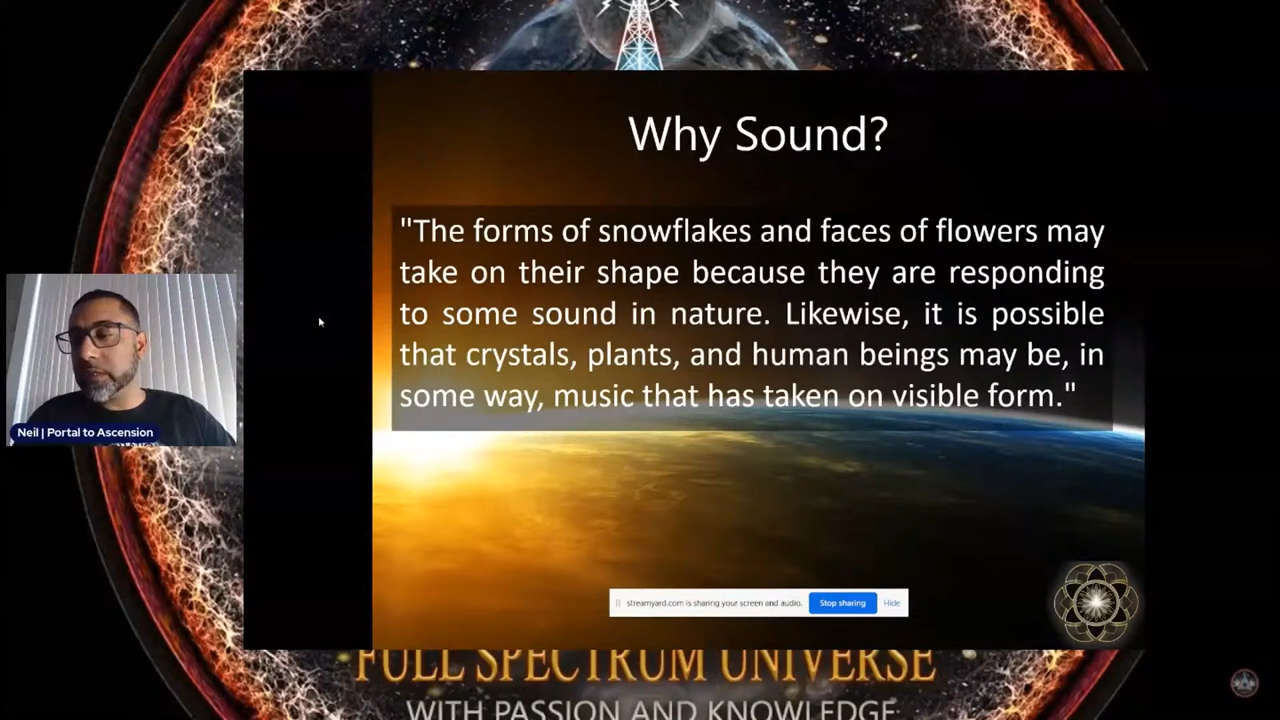 Why Sound?
"The forms of snowflakes and faces of flowers may
take on their shape because they are responding
to some sound in nature. Likewise, it is possible
that crystals, plants, and human beings may be, in
some way, music that has taken on visible form."
Neil | Portal to Ascension
streamyard.com is sharing your screen and audio. Stop sharing Hide
FULL SPECTRUM UNIVERSE
WITH PASSION AND KNOWLEDGE